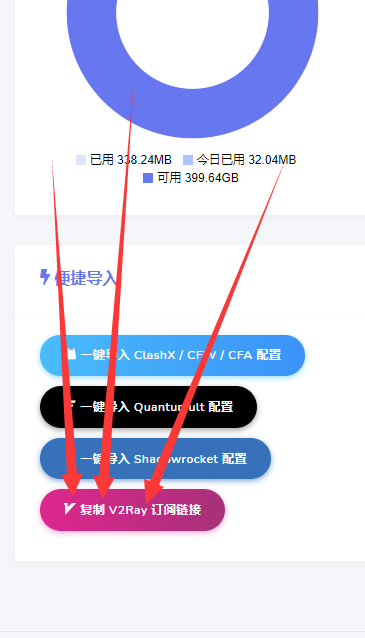 已用 338.24MB 今日已用 32.04MB
可用 399.64GB
便捷导入
一键导入 ClashX / CFW / CFA 配置
一键导入 Quantumult 配置
一键导入 Shadowrocket 配置
复制 V2Ray 订阅链接